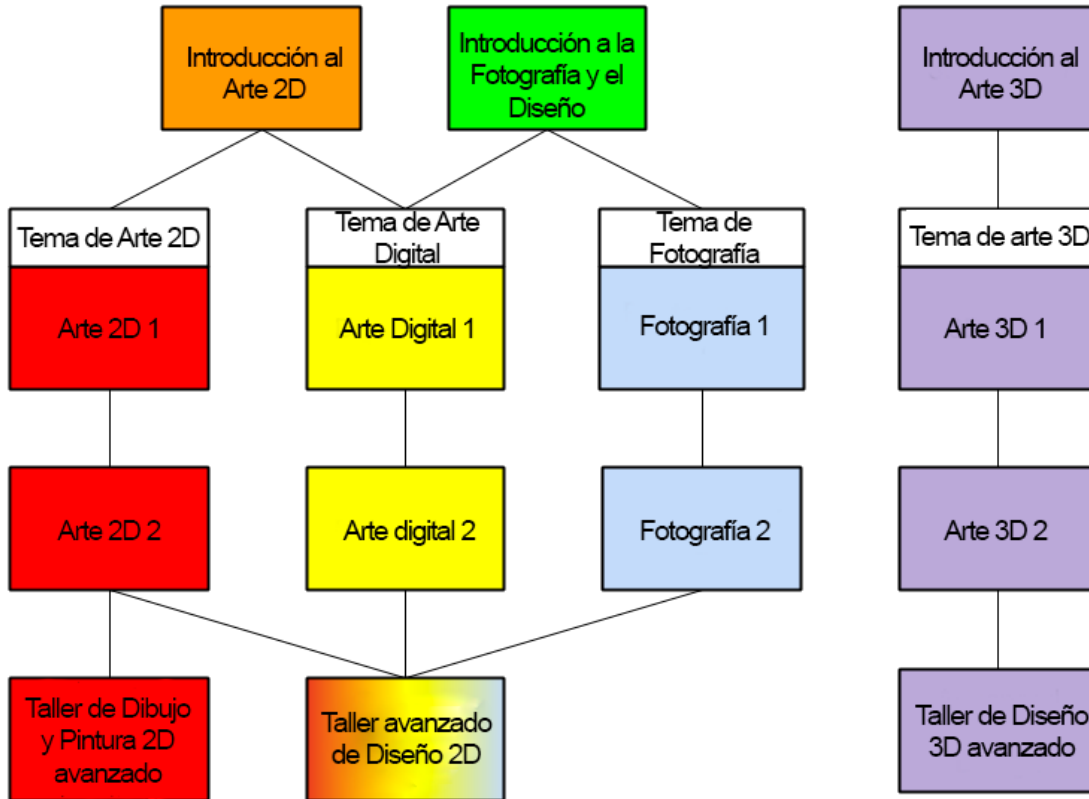 Introducción al
Arte 2D
Introducción a la
Fotografía y el
Diseño
Introducción al
Arte 3D
Tema de Arte 2D
Tema de Arte
Digital
Tema de
Fotografía
Tema de arte 3D
Arte 2D 1
Arte Digital 1
Fotografía 1
Arte 3D 1
Arte 2D 2
Arte digital 2
Fotografía 2
Arte 3D 2
Taller de Dibujo
y Pintura 2D
avanzado
Taller avanzado
de Diseño 2D
Taller de Diseño
3D avanzado